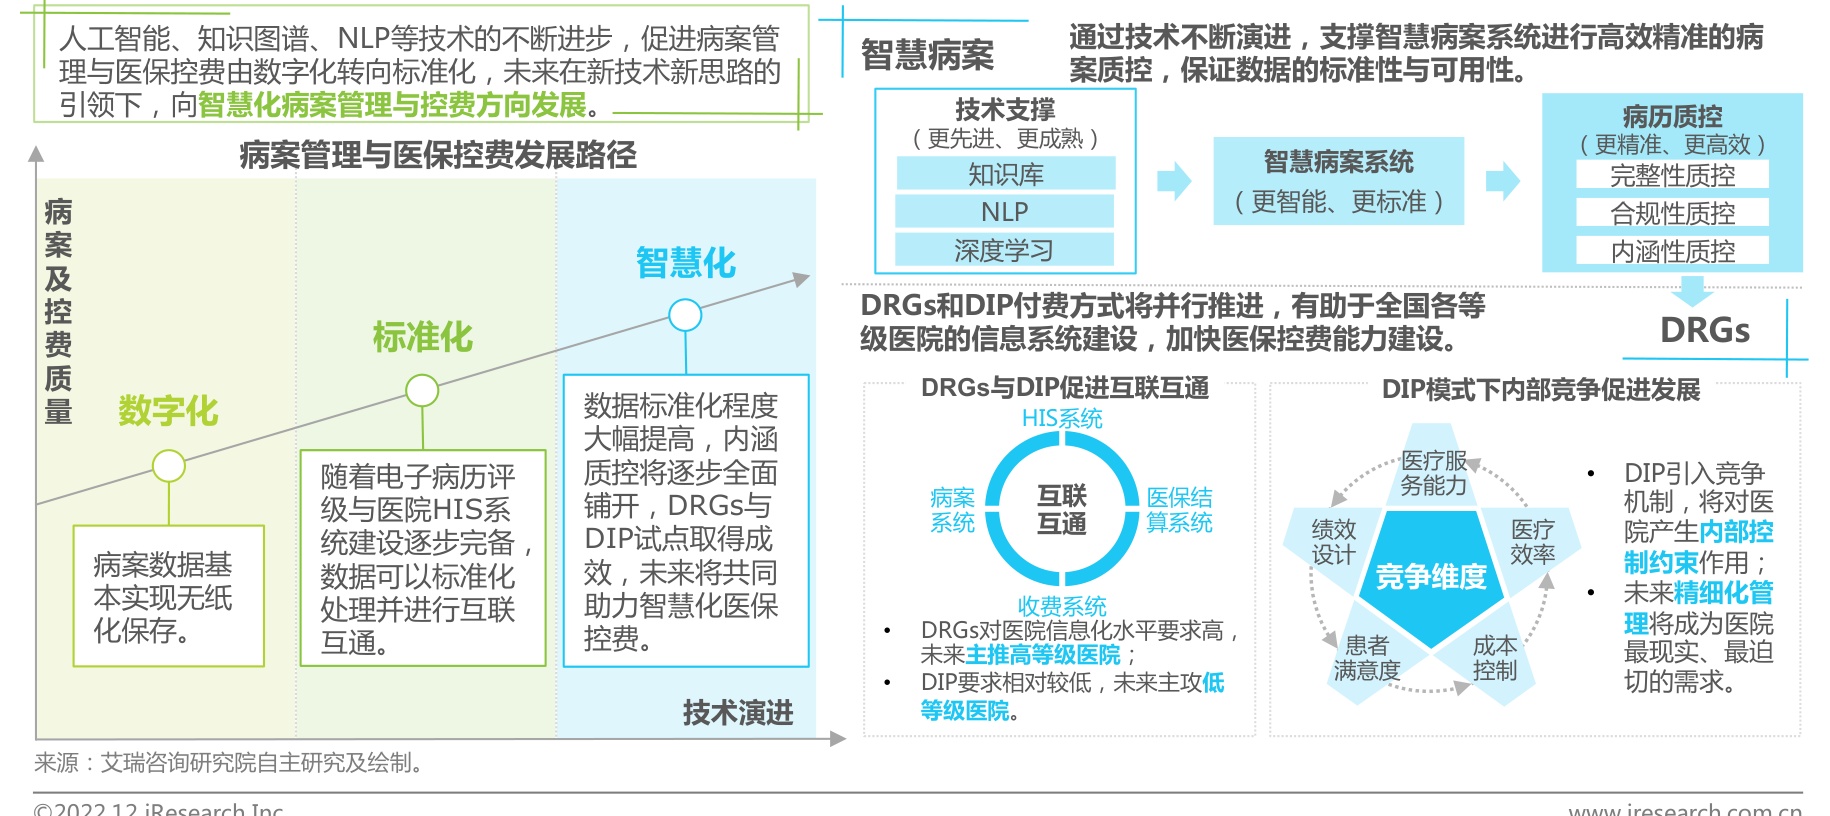 人工智能、知识图谱、NLP等技术的不断进步，促进病案管
理与医保控费由数字化转向标准化，未来在新技术新思路的
引领下，向智慧化病案管理与控费方向发展。
病案管理与医保控费发展路径
病案及控费质量
数字化
标准化
智慧化
病案数据基
本实现无纸
化保存。
随着电子病历评
级与医院HIS系
统建设逐步完备，
数据可以标准化
处理并进行互联
互通。
数据标准化程度
大幅提高，内涵
质控将逐步全面
铺开，DRGs与
DIP试点取得成
效，未来将共同
助力智慧化医保
控费。
技术演进
智慧病案
通过技术不断演进，支撑智慧病案系统进行高效精准的病
案质控，保证数据的标准性与可用性。
技术支撑
（更先进、更成熟）
知识库
NLP
深度学习
智慧病案系统
（更智能、更标准）
病历质控
（更精准、更高效）
完整性质控
合规性质控
内涵性质控
DRGs和DIP付费方式将并行推进，有助于全国各等
级医院的信息系统建设，加快医保控费能力建设。
DRGs
DRGs与DIP促进互联互通
HIS系统
病案
系统
互联
互通
医保结
算系统
收费系统
• DRGs对医院信息化水平要求高，
未来主推高等级医院；
• DIP要求相对较低，未来主攻低
等级医院。
DIP模式下内部竞争促进发展
医疗服
务能力
绩效
设计
医疗
效率
竞争维度
患者
满意度
成本
控制
• DIP引入竞争
机制，将对医
院产生内部控
制约束作用；
• 未来精细化管
理将成为医院
最现实、最迫
切的需求。
来源：艾瑞咨询研究院自主研究及绘制。
©2022.12 iResearch Inc.
www.iresearch.com.cn